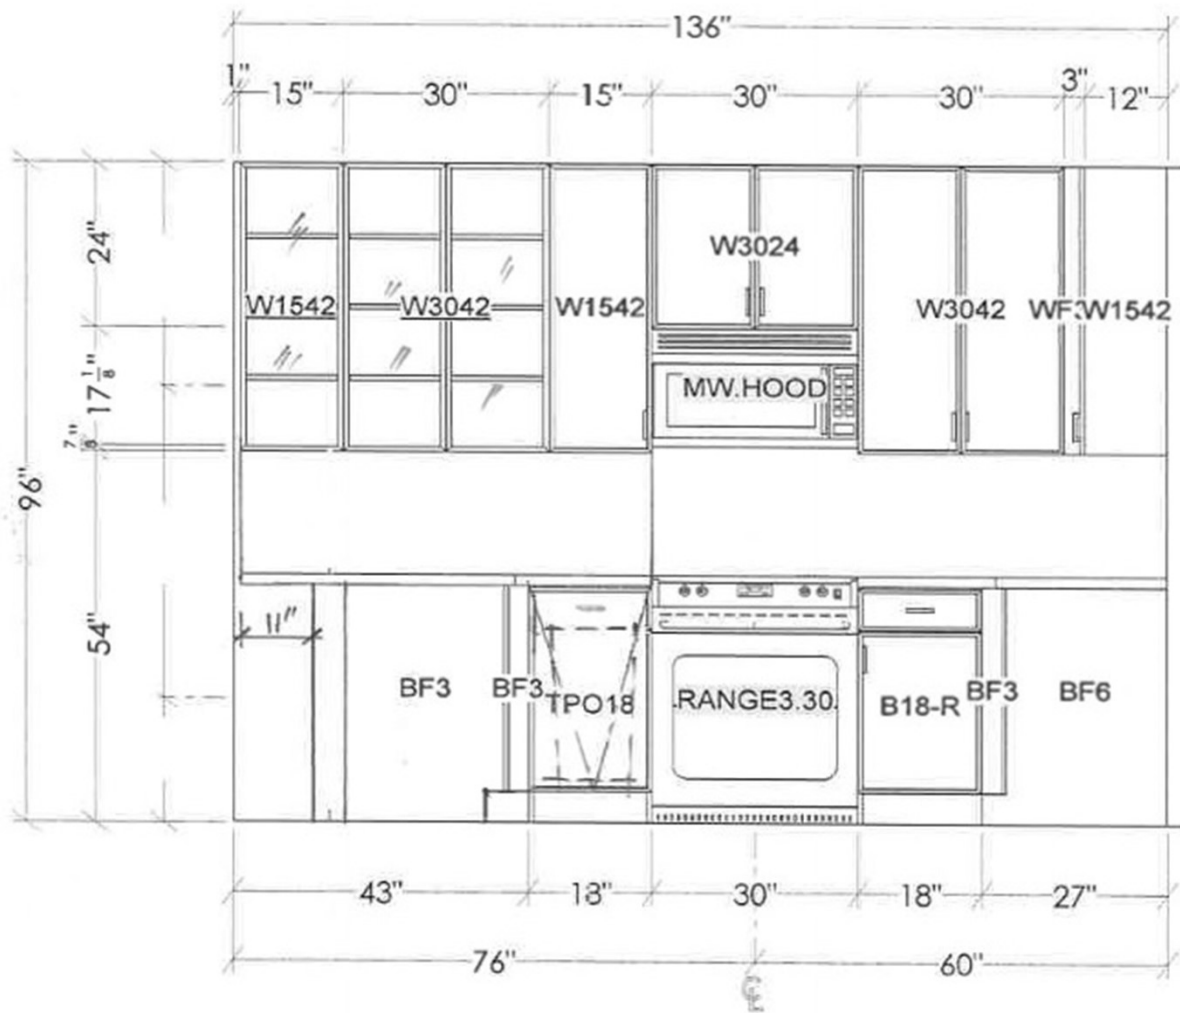 136"
1" 15" 30" 15" 30" 30" 3" 12"
24"
W3024
W1542 W3042 W1542 W3042 WF3 W1542
17 1/8"
MW.HOOD
7/8"
96"
54"
11"
BF3 BF3 TPO18 RANGE3.30. B18-R BF3 BF6
43" 18" 30" 18" 27"
76" 60"
CL